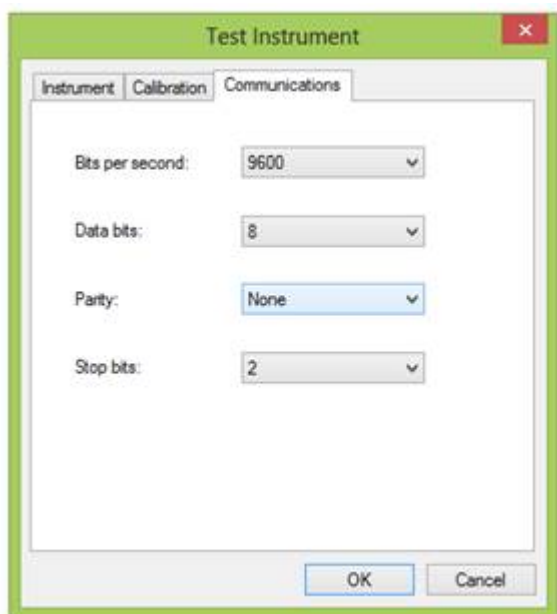 Test Instrument
Instrument Calibration Communications
Bits per second: 9600
Data bits: 8
Parity: None
Stop bits: 2
OK Cancel